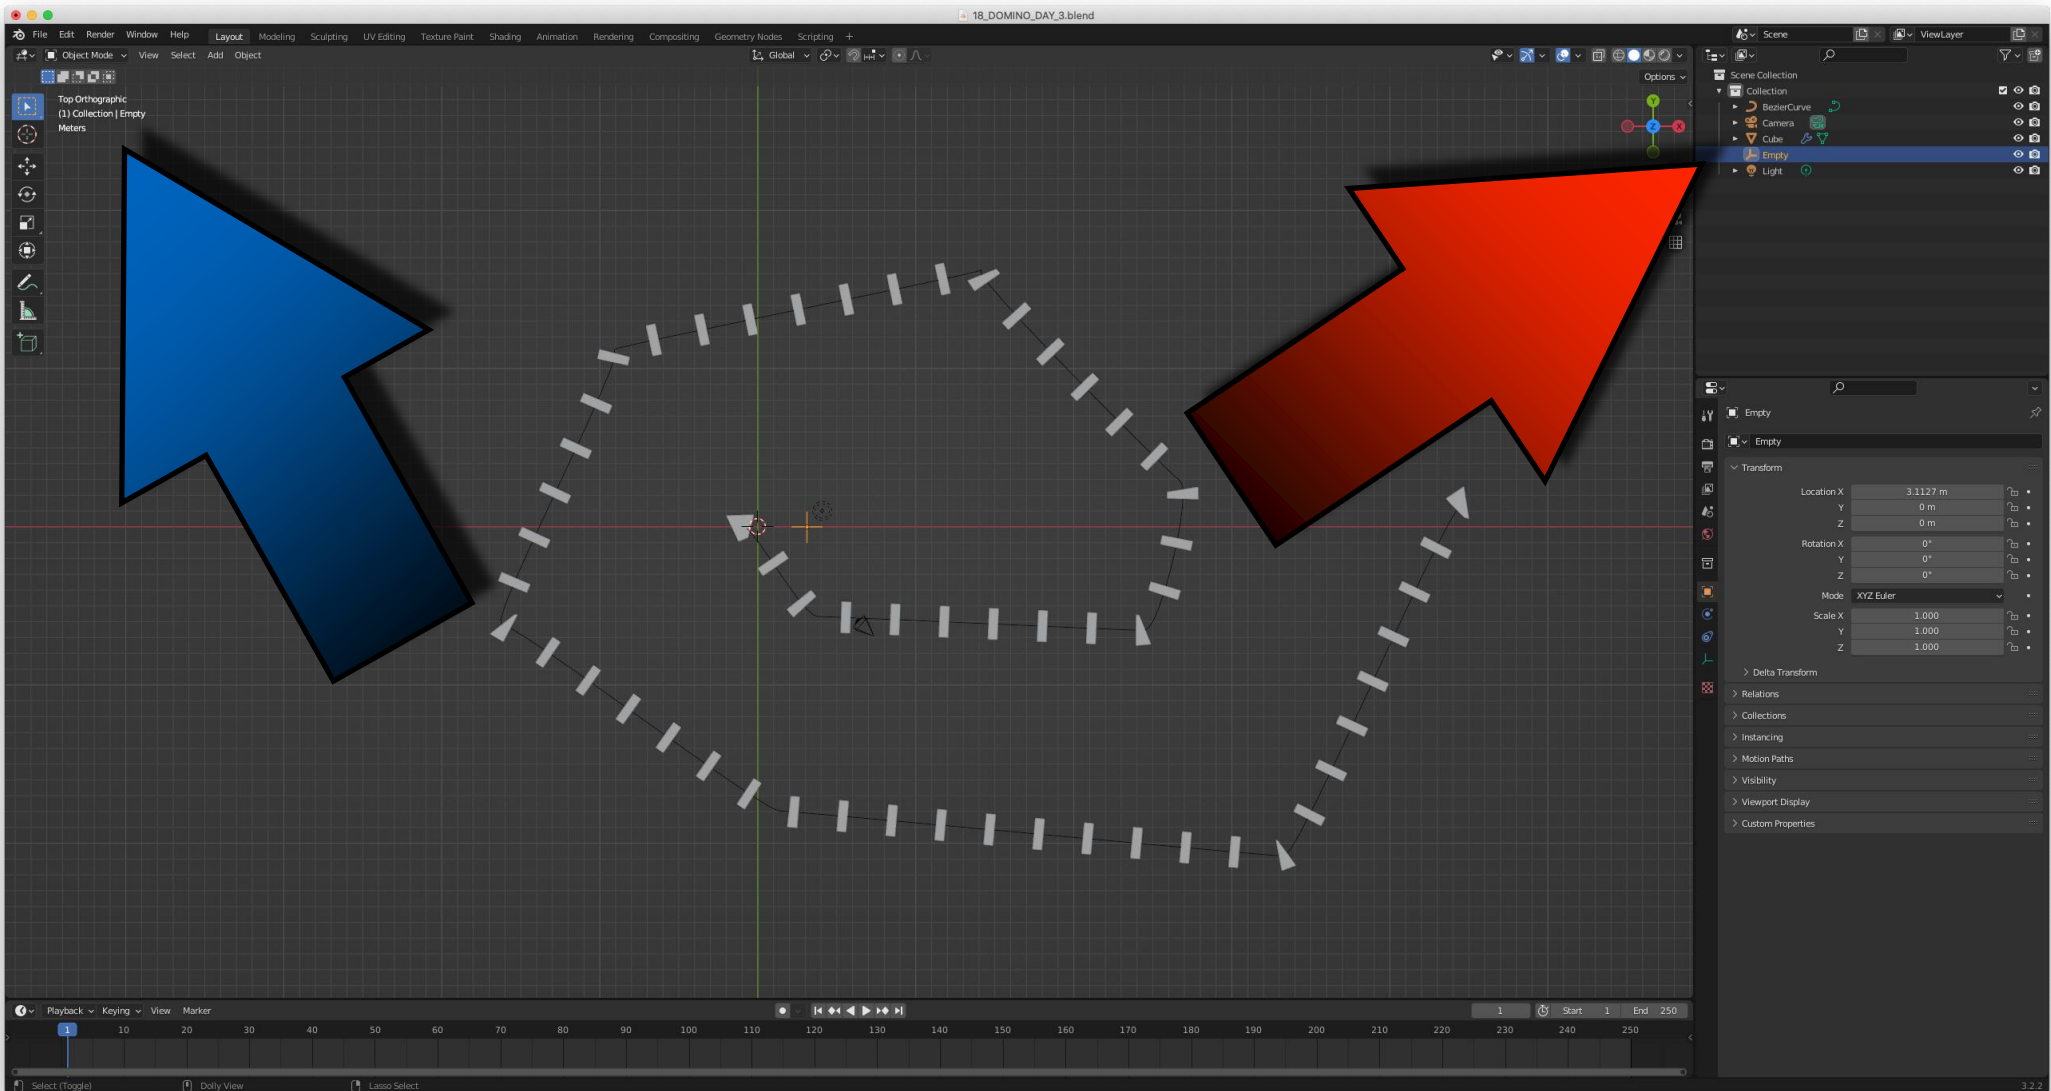 18_DOMINO_DAY_3.blend
File Edit Render Window Help Layout Modeling Sculpting UV Editing Texture Paint Shading Animation Rendering Compositing Geometry Nodes Scripting + Scene ViewLayer
Object Mode View Select Add Object Global
Options
Top Orthographic
(1) Collection | Empty
Meters
Y
X
Z
Scene Collection
Collection
BezierCurve
Camera
Cube
Empty
Light
Empty
Empty
Transform
Location X 3.1127 m
Y 0 m
Z 0 m
Rotation X 0°
Y 0°
Z 0°
Mode XYZ Euler
Scale X 1.000
Y 1.000
Z 1.000
Delta Transform
Relations
Collections
Instancing
Motion Paths
Visibility
Viewport Display
Custom Properties
Playback Keying View Marker 1 Start 1 End 250
1 10 20 30 40 50 60 70 80 90 100 110 120 130 140 150 160 170 180 190 200 210 220 230 240 250
Select (Toggle) Dolly View Lasso Select 3.2.2